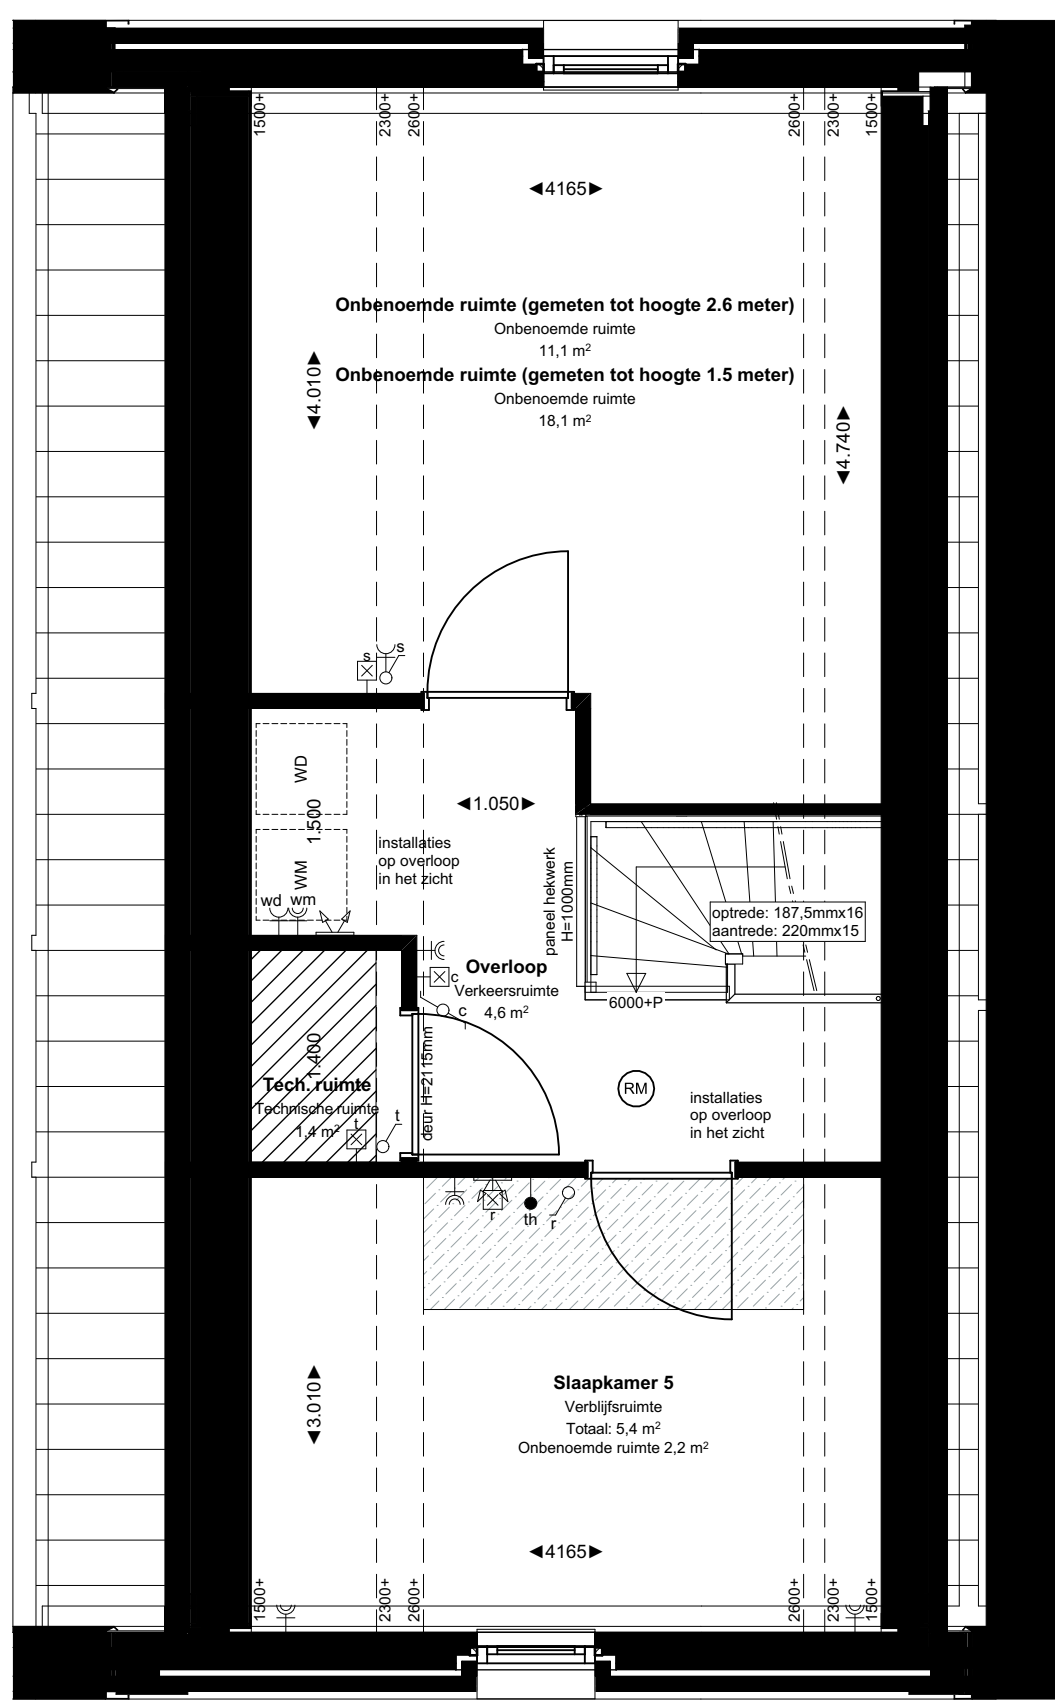 1500+
2300+
2600+
2600+
2300+
1500+
4165
Onbenoemde ruimte (gemeten tot hoogte 2.6 meter)
Onbenoemde ruimte
11,1 m²
4.010
Onbenoemde ruimte (gemeten tot hoogte 1.5 meter)
Onbenoemde ruimte
18,1 m²
4.740
s
s
WD
1.500
WM
wd
wm
1.050
installaties
op overloop
in het zicht
paneel hekwerk
H=1000mm
optrede: 187,5mmx16
aantrede: 220mmx15
Overloop
Verkeersruimte
4,6 m²
c
c
6000+P
1.400
Tech. ruimte
Technische ruimte
1,4 m²
t
t
deur H=2115mm
RM
installaties
op overloop
in het zicht
r
th
r
Slaapkamer 5
Verblijfsruimte
Totaal: 5,4 m²
Onbenoemde ruimte 2,2 m²
3.010
4165
1500+
2300+
2600+
2600+
2300+
1500+